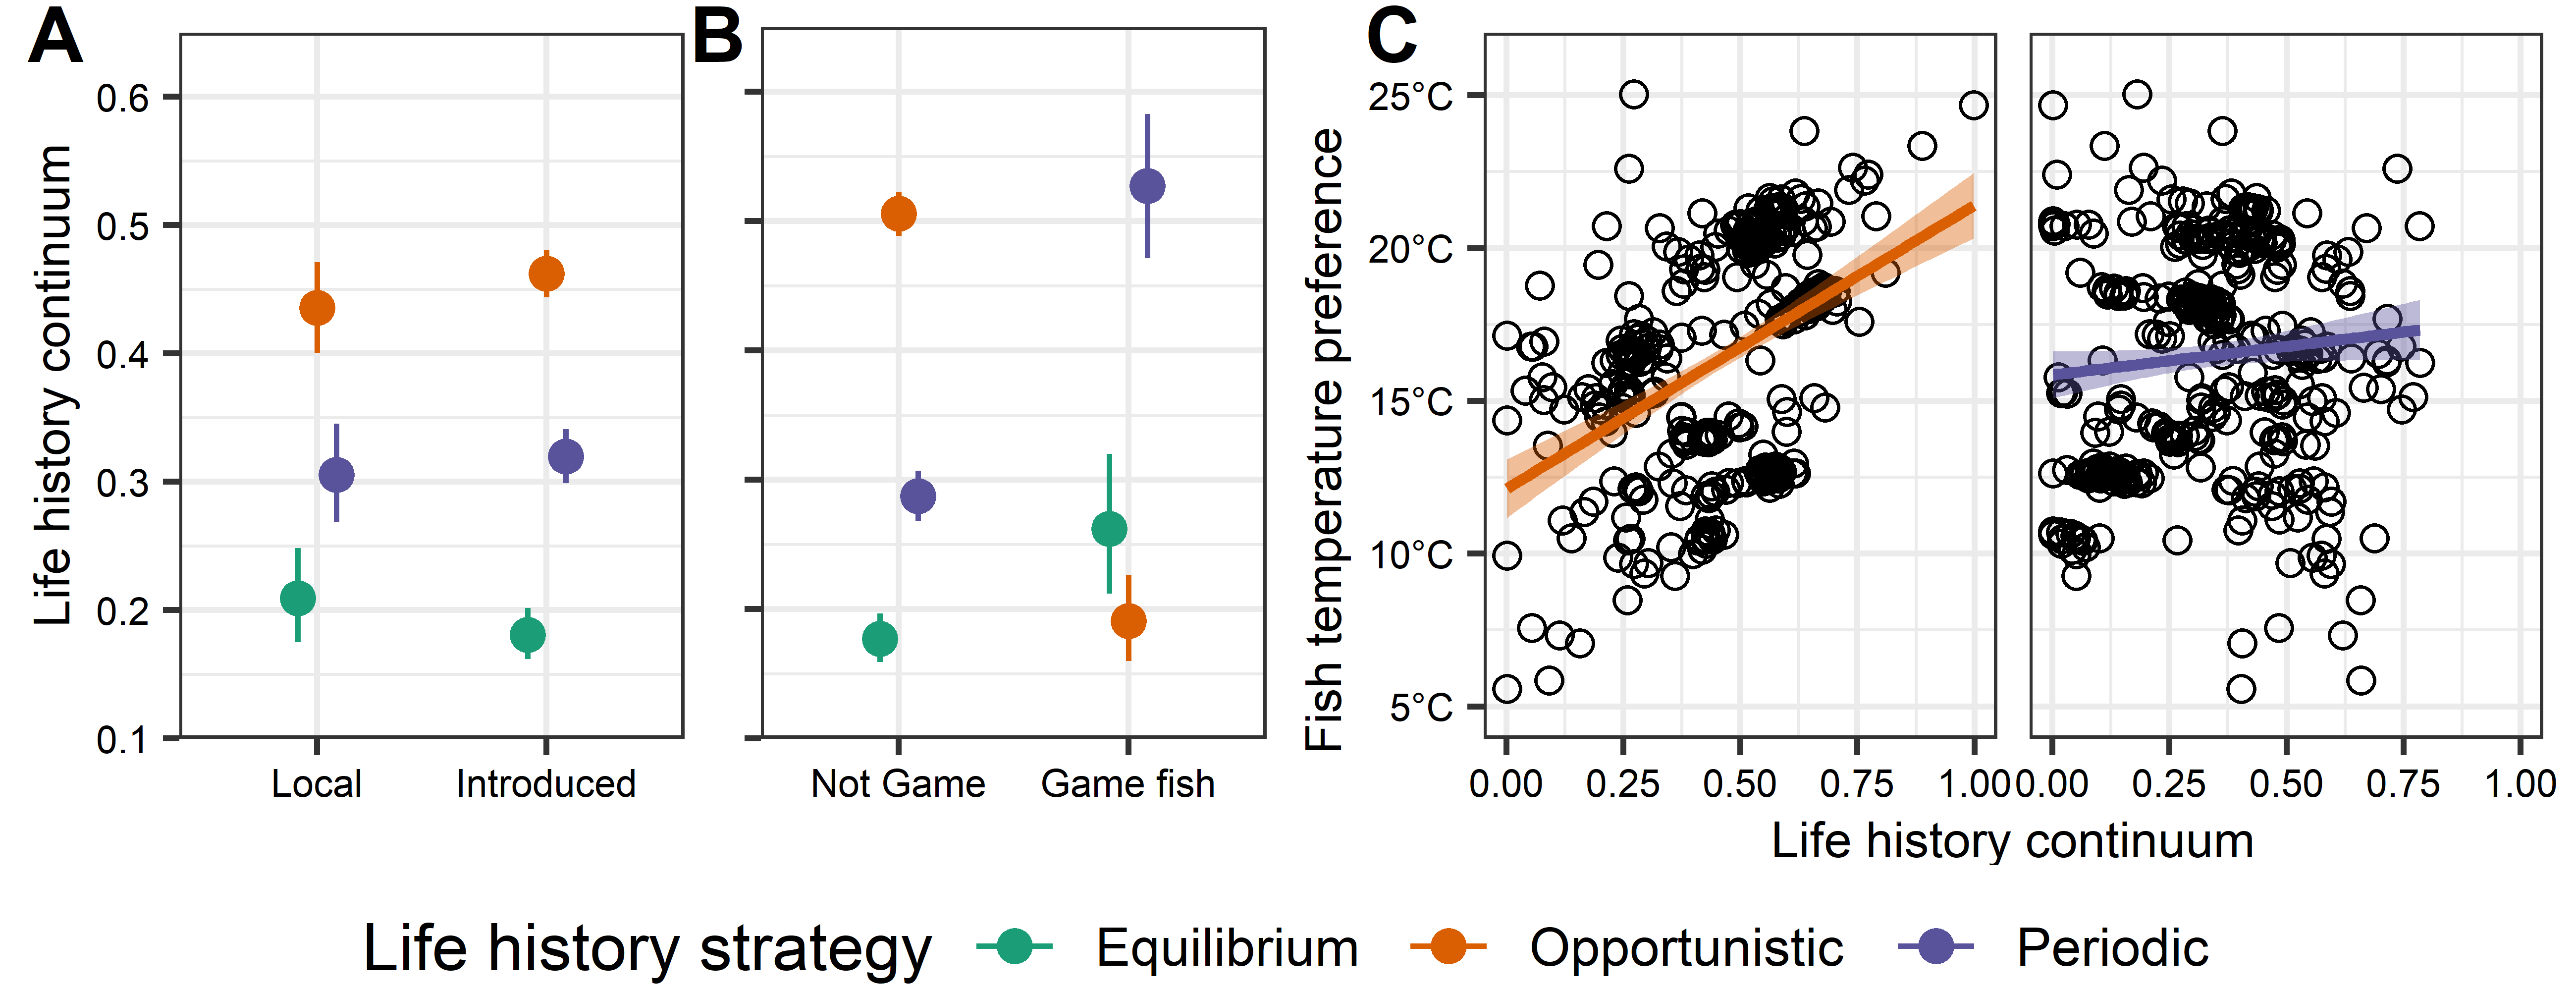 A
B
C
Life history continuum
0.6
0.5
0.4
0.3
0.2
0.1
Local Introduced
Not Game Game fish
Fish temperature preference
25°C
20°C
15°C
10°C
5°C
0.00 0.25 0.50 0.75 1.00
0.00 0.25 0.50 0.75 1.00
Life history continuum
Life history strategy Equilibrium Opportunistic Periodic